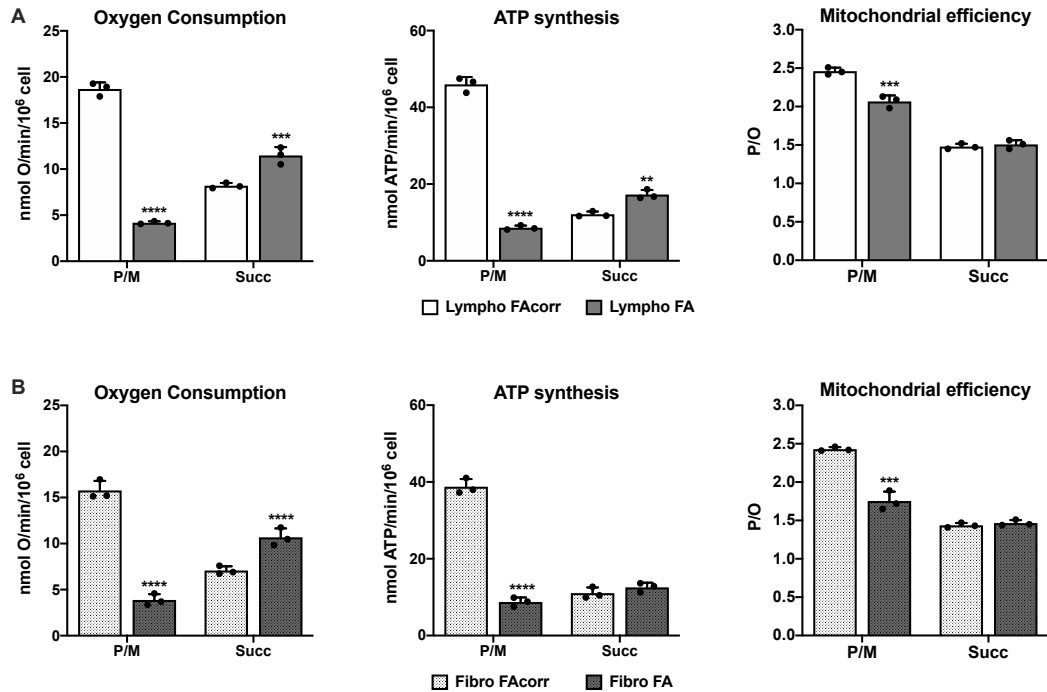 A
Oxygen Consumption
nmol O/min/10⁶ cell
25
20
15
10
5
0
****
***
P/M
Succ
ATP synthesis
nmol ATP/min/10⁶ cell
60
40
20
0
****
**
P/M
Succ
Mitochondrial efficiency
P/O
3.0
2.5
2.0
1.5
1.0
0.5
0.0
***
P/M
Succ
Lympho FAcorr
Lympho FA
B
Oxygen Consumption
nmol O/min/10⁶ cell
25
20
15
10
5
0
****
****
P/M
Succ
ATP synthesis
nmol ATP/min/10⁶ cell
60
40
20
0
****
P/M
Succ
Mitochondrial efficiency
P/O
3.0
2.5
2.0
1.5
1.0
0.5
0.0
***
P/M
Succ
Fibro FAcorr
Fibro FA